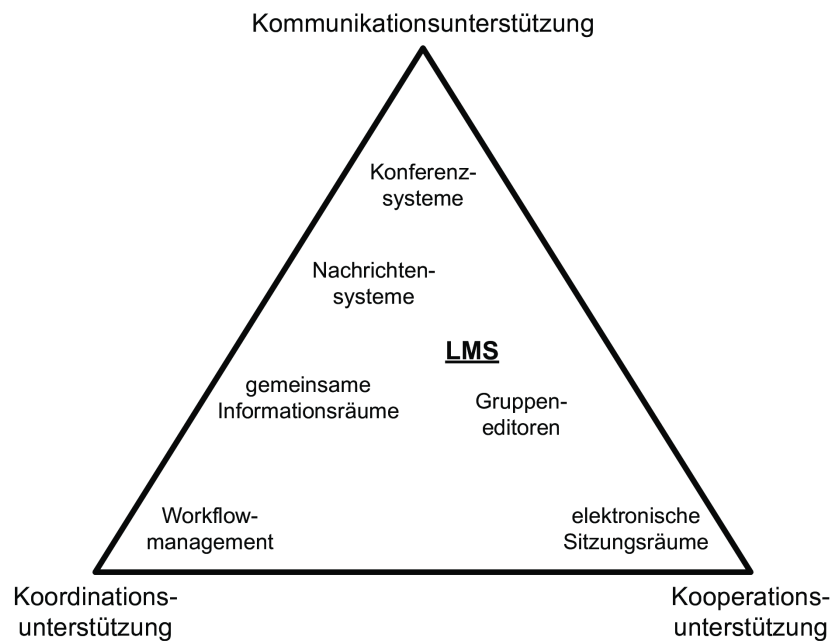 Kommunikationsunterstützung
Konferenz-
systeme
Nachrichten-
systeme
LMS
gemeinsame
Informationsräume
Gruppen-
editoren
Workflow-
management
elektronische
Sitzungsräume
Koordinations-
unterstützung
Kooperations-
unterstützung